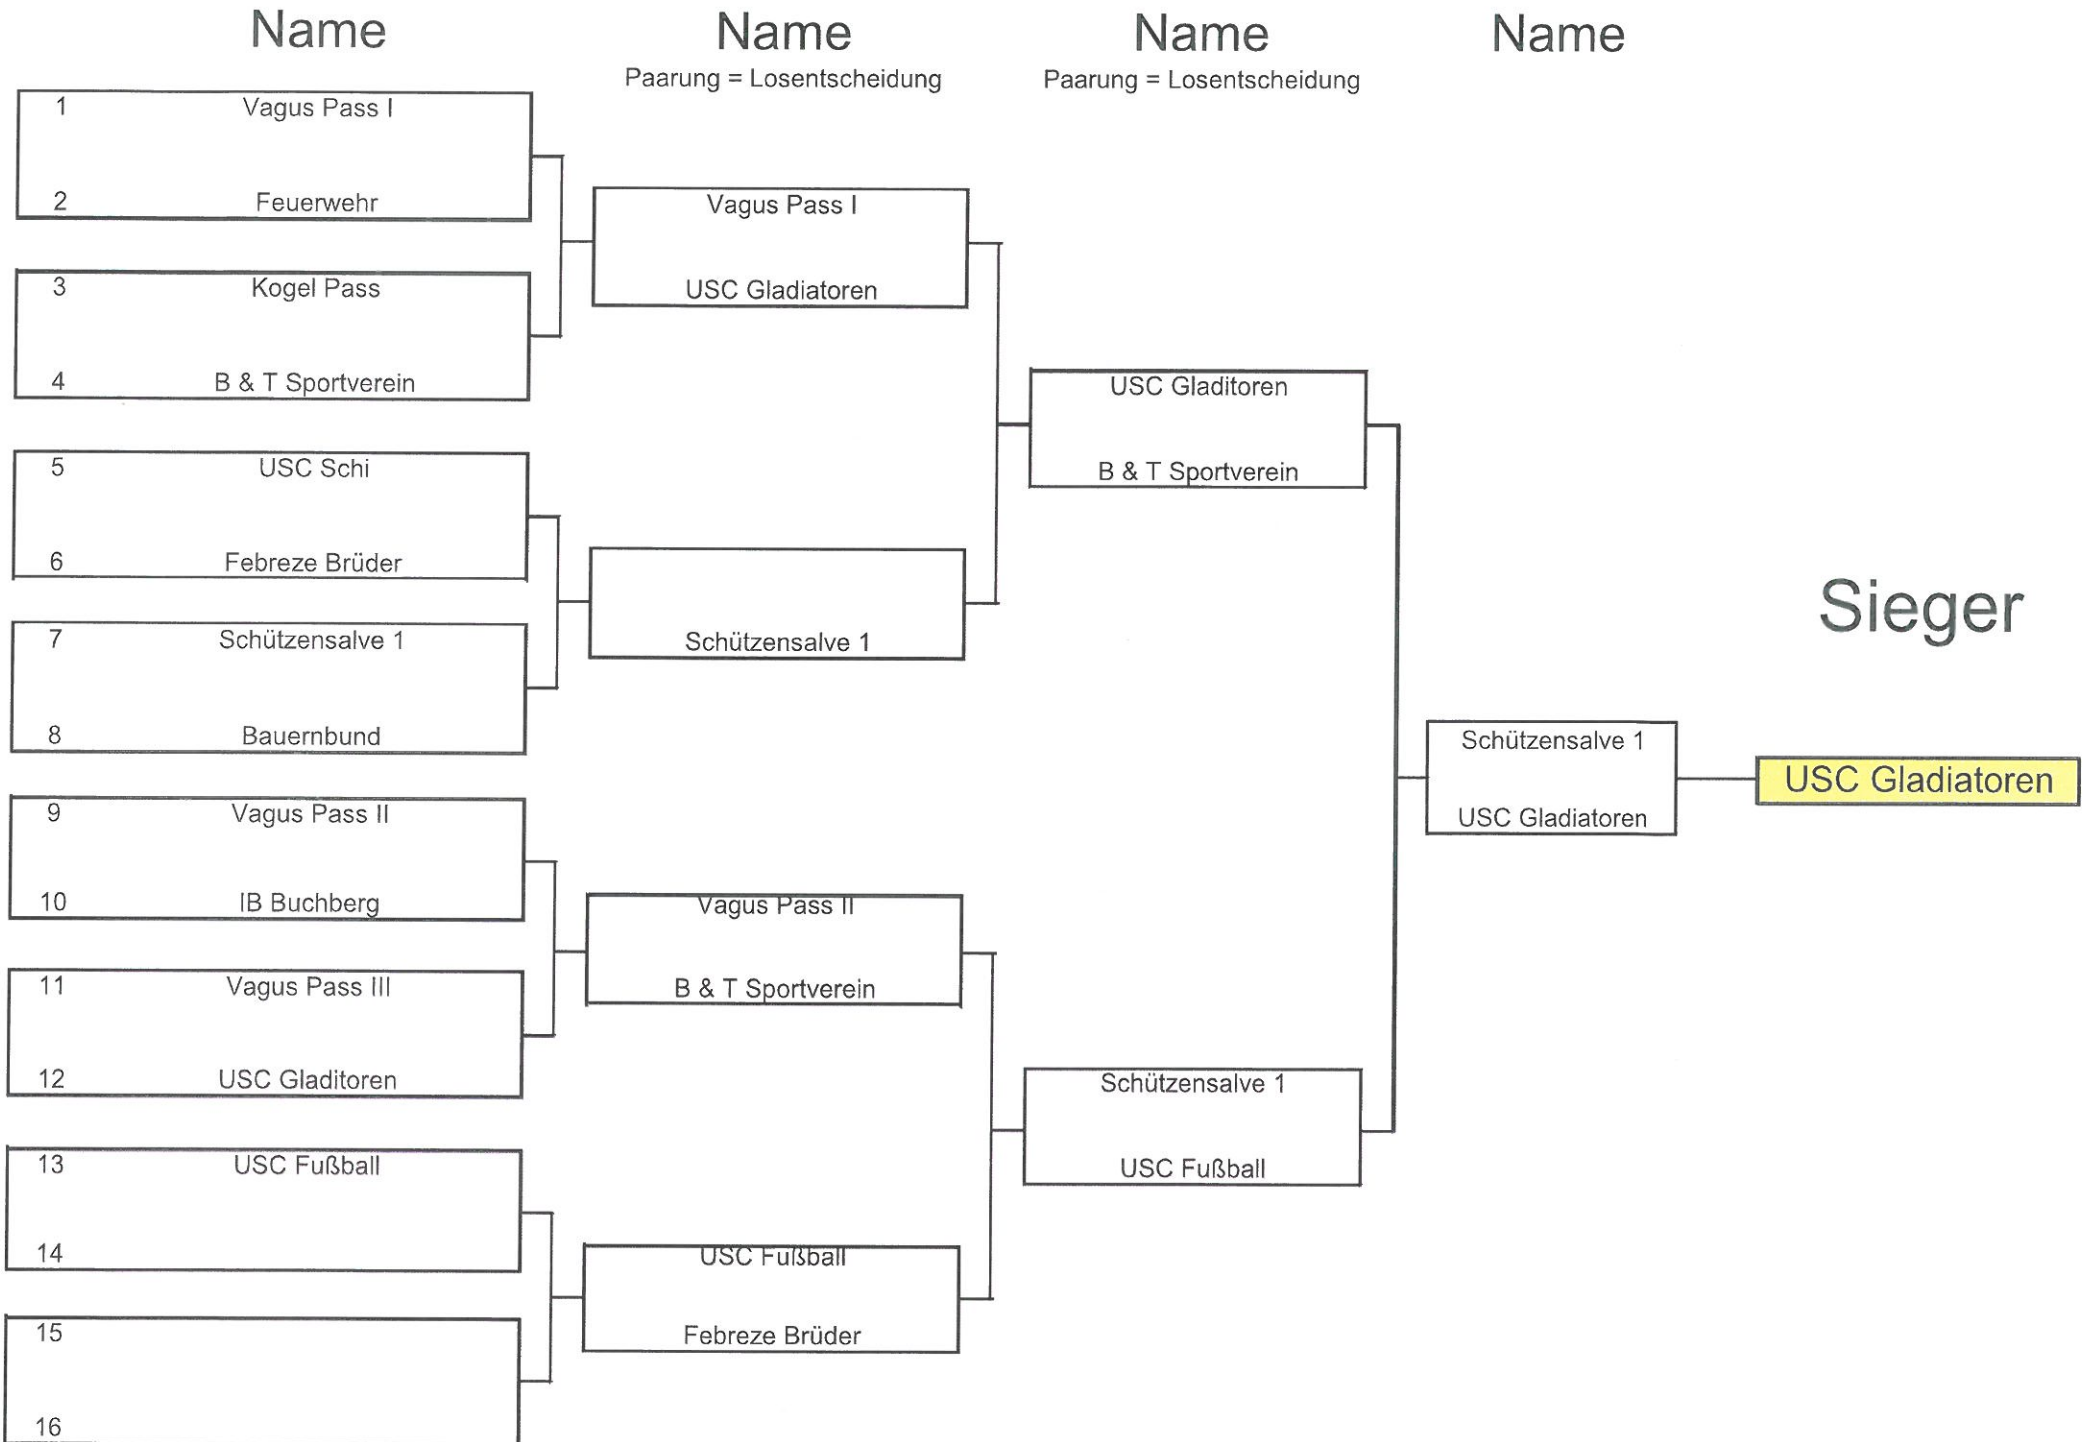 Name
Name
Name
Name
Paarung = Losentscheidung
Paarung = Losentscheidung
1 Vagus Pass I
2 Feuerwehr
3 Kogel Pass
4 B & T Sportverein
5 USC Schi
6 Febreze Brüder
7 Schützensalve 1
8 Bauernbund
9 Vagus Pass II
10 IB Buchberg
11 Vagus Pass III
12 USC Gladitoren
13 USC Fußball
14
15
16
Vagus Pass I
USC Gladiatoren
Schützensalve 1
Vagus Pass II
B & T Sportverein
USC Fußball
Febreze Brüder
USC Gladitoren
B & T Sportverein
Schützensalve 1
USC Fußball
Schützensalve 1
USC Gladiatoren
Sieger
USC Gladiatoren